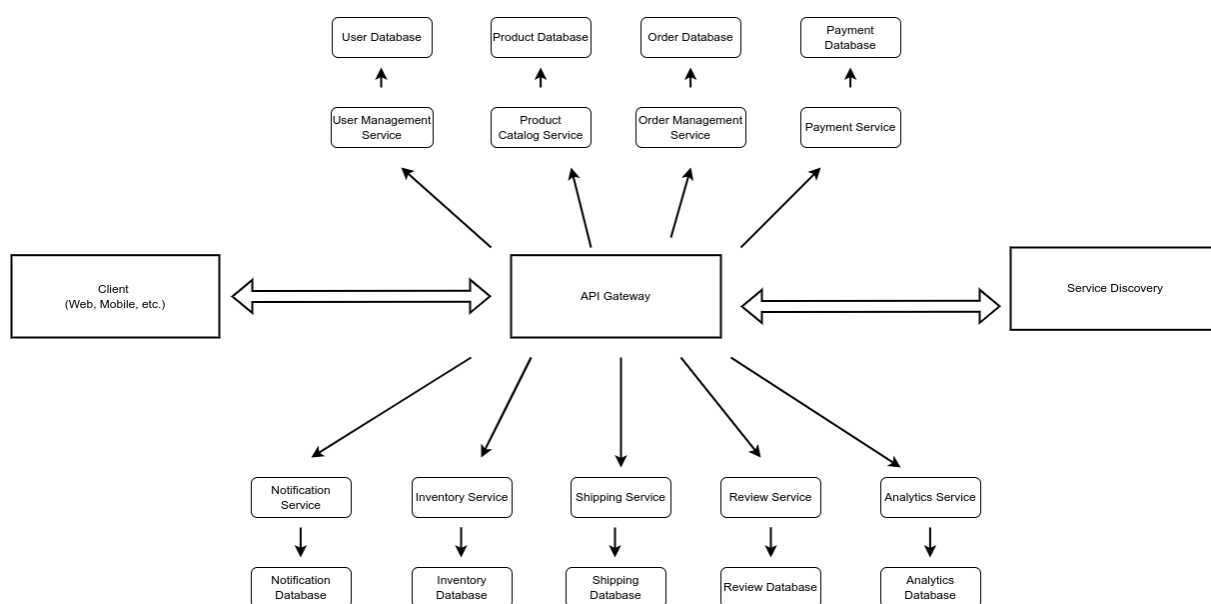 User Database
Product Database
Order Database
Payment
Database
User Management
Service
Product
Catalog Service
Order Management
Service
Payment Service
Client
(Web, Mobile, etc.)
API Gateway
Service Discovery
Notification
Service
Inventory Service
Shipping Service
Review Service
Analytics Service
Notification
Database
Inventory
Database
Shipping
Database
Review Database
Analytics
Database